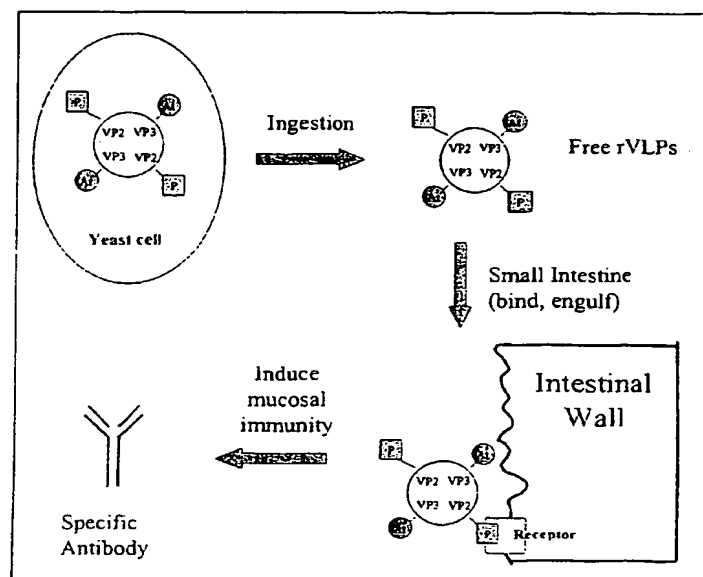 P
VP2 VP3
VP3 VP2
P
Yeast cell
Ingestion
P
VP2 VP3
VP3 VP2
P
Free rVLPs
Small Intestine
(bind, engulf)
Intestinal
Wall
Induce
mucosal
immunity
P
VP2 VP3
VP3 VP2
P
Receptor
Specific
Antibody